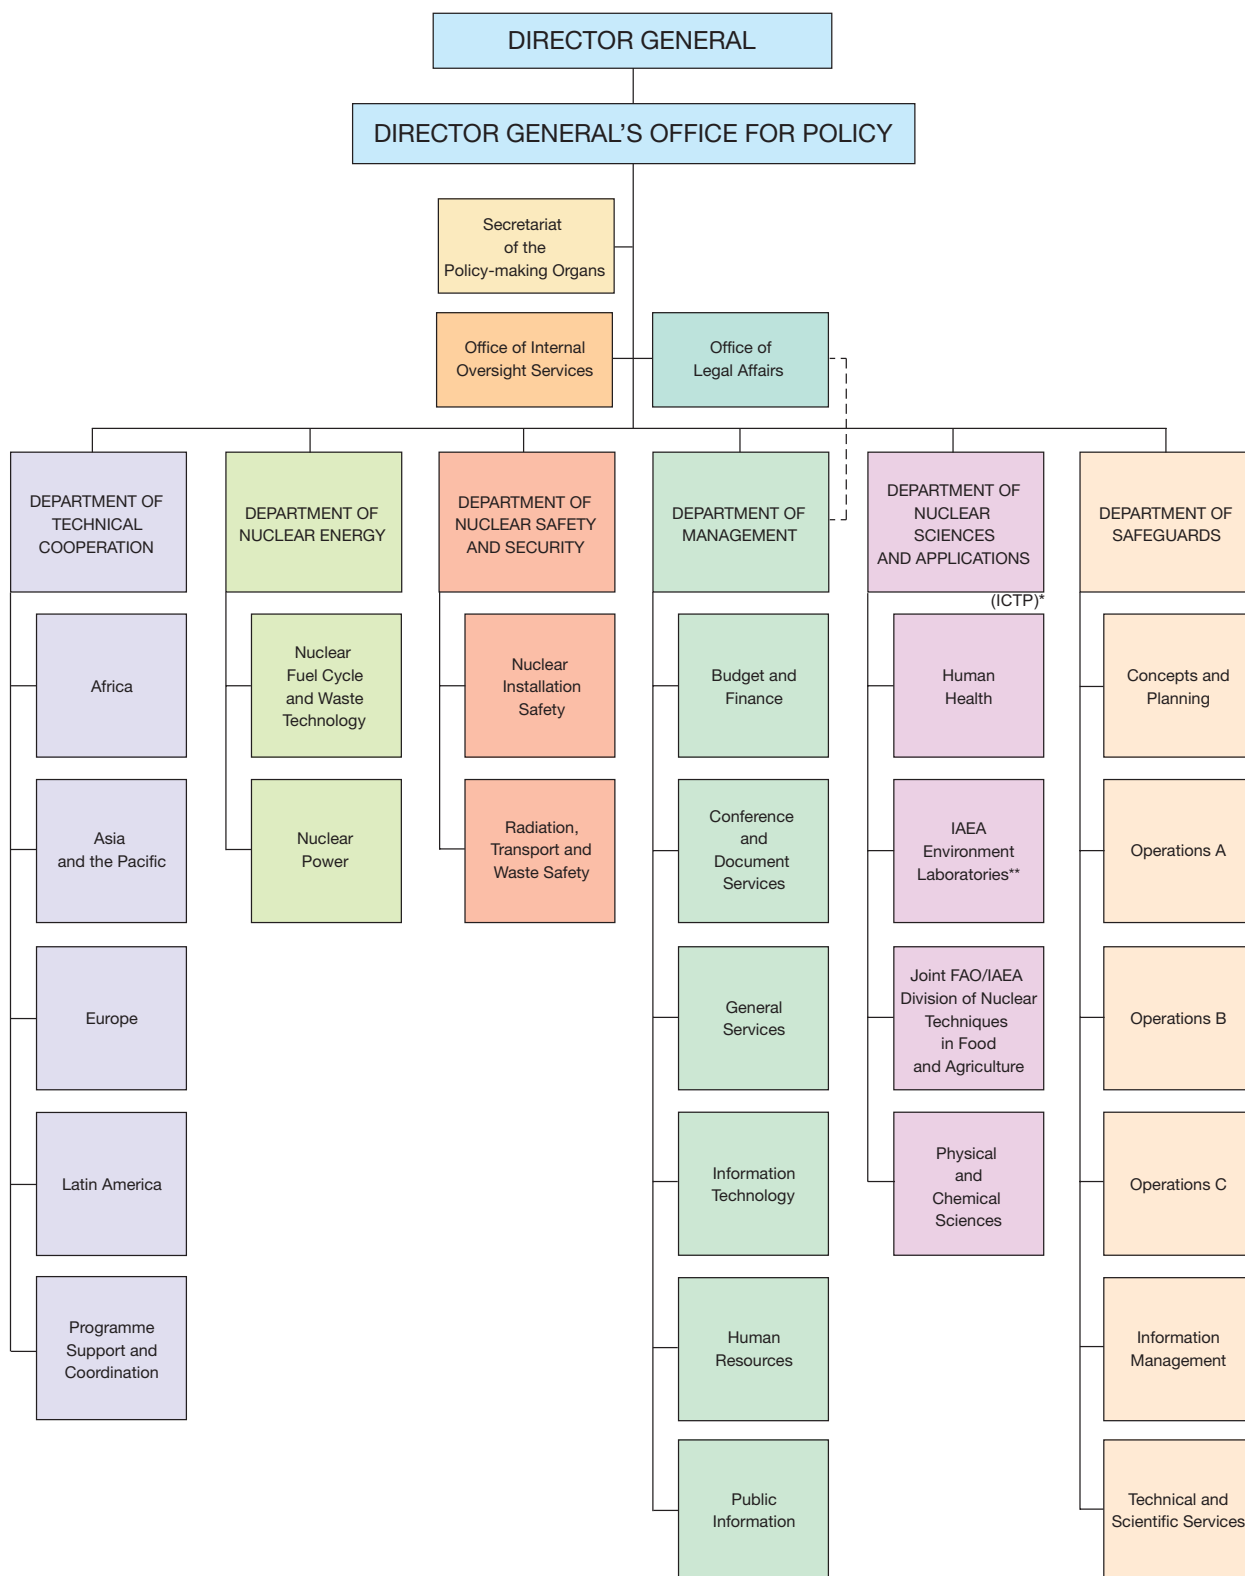 DIRECTOR GENERAL
DIRECTOR GENERAL’S OFFICE FOR POLICY
Secretariat
of the
Policy-making Organs
Office of Internal
Oversight Services
Office of
Legal Affairs
DEPARTMENT OF
TECHNICAL
COOPERATION
DEPARTMENT OF
NUCLEAR ENERGY
DEPARTMENT OF
NUCLEAR SAFETY
AND SECURITY
DEPARTMENT OF
MANAGEMENT
DEPARTMENT OF
NUCLEAR
SCIENCES
AND APPLICATIONS
(ICTP)*
DEPARTMENT OF
SAFEGUARDS
Africa
Asia
and the Pacific
Europe
Latin America
Programme
Support and
Coordination
Nuclear
Fuel Cycle
and Waste
Technology
Nuclear
Power
Nuclear
Installation
Safety
Radiation,
Transport and
Waste Safety
Budget and
Finance
Conference
and
Document
Services
General
Services
Information
Technology
Human
Resources
Public
Information
Human
Health
IAEA
Environment
Laboratories**
Joint FAO/IAEA
Division of Nuclear
Techniques
in Food
and Agriculture
Physical
and
Chemical
Sciences
Concepts and
Planning
Operations A
Operations B
Operations C
Information
Management
Technical and
Scientific Services